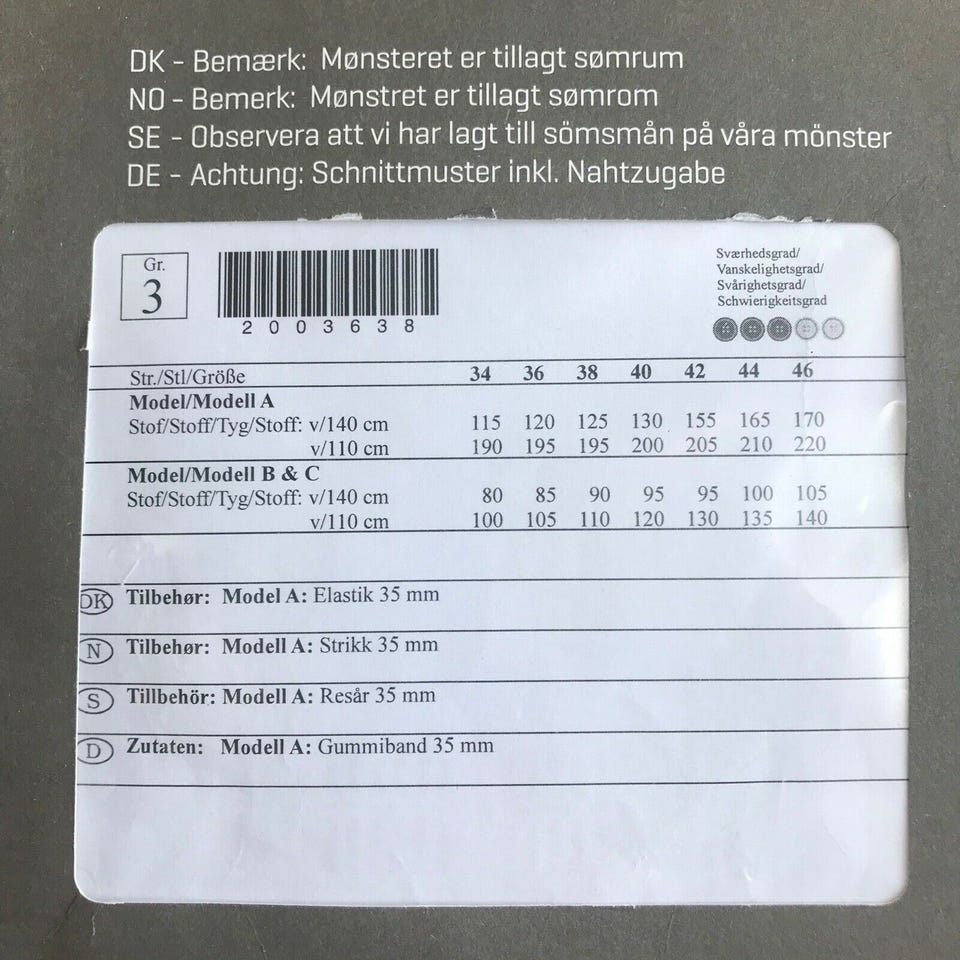 DK - Bemærk: Mønsteret er tillagt sømrum
NO - Bemerk: Mønstret er tillagt sømrom
SE - Observera att vi har lagt till sömsmån på våra mönster
DE - Achtung: Schnittmuster inkl. Nahtzugabe
Gr.
3
2003638
Sværhedsgrad/
Vanskelighetsgrad/
Svårighetsgrad/
Schwierigkeitsgrad
Str./Stl/Größe 34 36 38 40 42 44 46
Model/Modell A
Stof/Stoff/Tyg/Stoff: v/140 cm 115 120 125 130 155 165 170
v/110 cm 190 195 195 200 205 210 220
Model/Modell B & C
Stof/Stoff/Tyg/Stoff: v/140 cm 80 85 90 95 95 100 105
v/110 cm 100 105 110 120 130 135 140
DK Tilbehør: Model A: Elastik 35 mm
N Tilbehør: Modell A: Strikk 35 mm
S Tillbehör: Modell A: Resår 35 mm
D Zutaten: Modell A: Gummiband 35 mm